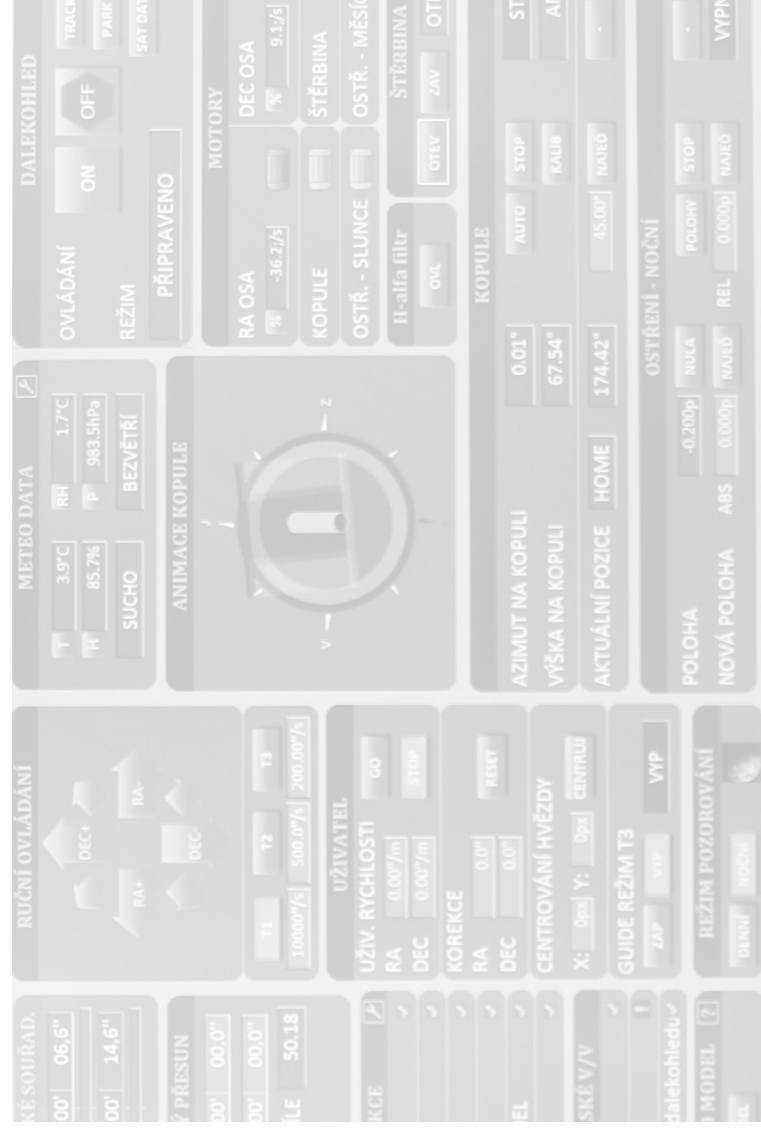 KÉ SOUŘAD.
00' 06,6"
00' 14,6"
Ý PŘESUN
00' 00,0"
00' 00,0"
ÍLE 50.18
KCE
DEL
SKÉ V/V
dalekohledu
O MODEL ?
DEL
RUČNÍ OVLÁDÁNÍ
DEC+
RA+ RA-
DEC-
T1 T2 T3
10000"/s 500.0"/s 200.00"/s
UŽIVATEL
UŽIV. RYCHLOSTI
RA 0.00"/m GO
DEC 0.00"/m STOP
KOREKCE
RA 0.0" RESET
DEC 0.0"
CENTROVÁNÍ HVĚZDY
X: 0px Y: 0px CENTRUJ
GUIDE REŽIM T3
ZAP VYP VYP
REŽIM POZOROVÁNÍ
DENNÍ NOČNÍ
METEO DATA
T 3.9°C RH 1.7°C
H 85.7% P 983.5hPa
SUCHO BEZVĚTŘÍ
ANIMACE KOPULE
J
V Z
DALEKOHLED
OVLÁDÁNÍ ON OFF TRACK
PARK
REŽIM SAT DAT
PŘIPRAVENO
MOTORY
RA OSA DEC OSA
% -36.2;/s % 9.1;/s
KOPULE ŠTĚRBINA
OSTŘ. - SLUNCE OSTŘ. - MĚSÍC
H-alfa filtr
OVL
ŠTĚRBINA
OTEV ZAV OTE
KOPULE
AZIMUT NA KOPULI 0.01° AUTO STOP ST
VÝŠKA NA KOPULI 67.54° KALIB
AKTUÁLNÍ POZICE HOME 174.42° 45.00° NAJEĎ -
OSTŘENÍ - NOČNÍ
POLOHA -0.200p NULA POLOHY STOP -
NOVÁ POLOHA ABS 0.000p NAJEĎ REL 0.000p NAJEĎ VYPN